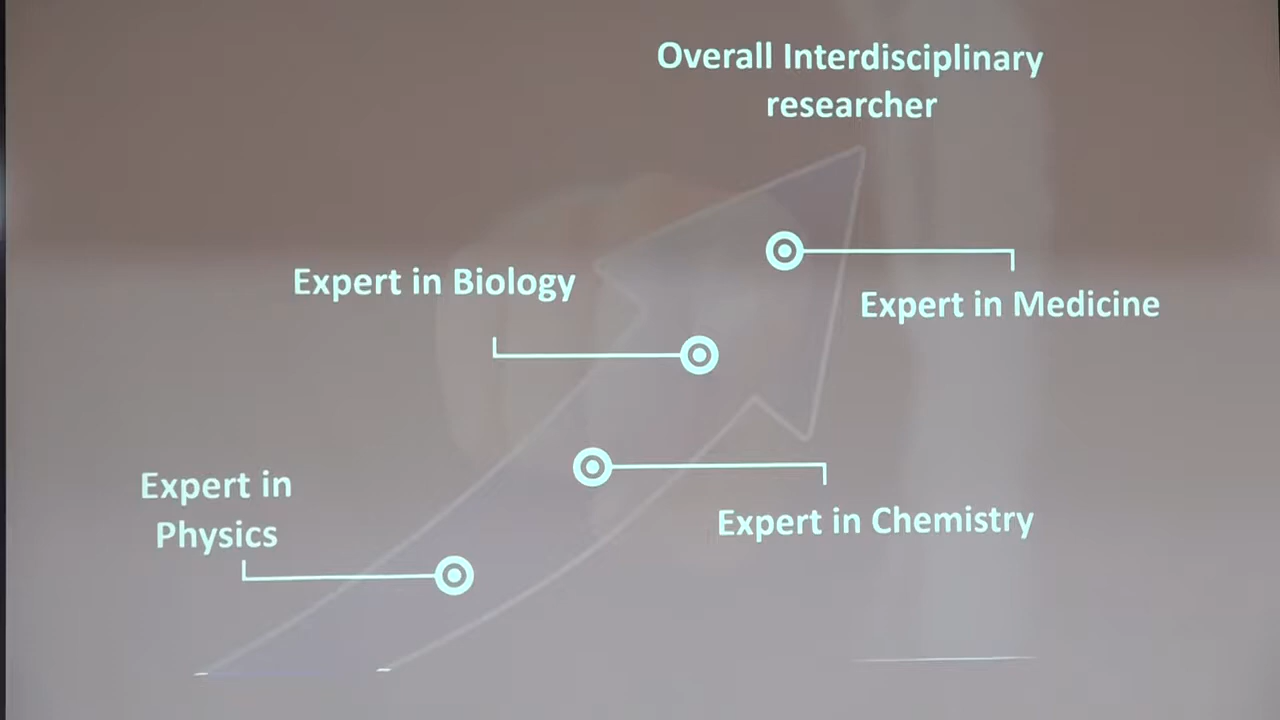 Overall Interdisciplinary
researcher
Expert in Biology
Expert in Medicine
Expert in
Physics
Expert in Chemistry